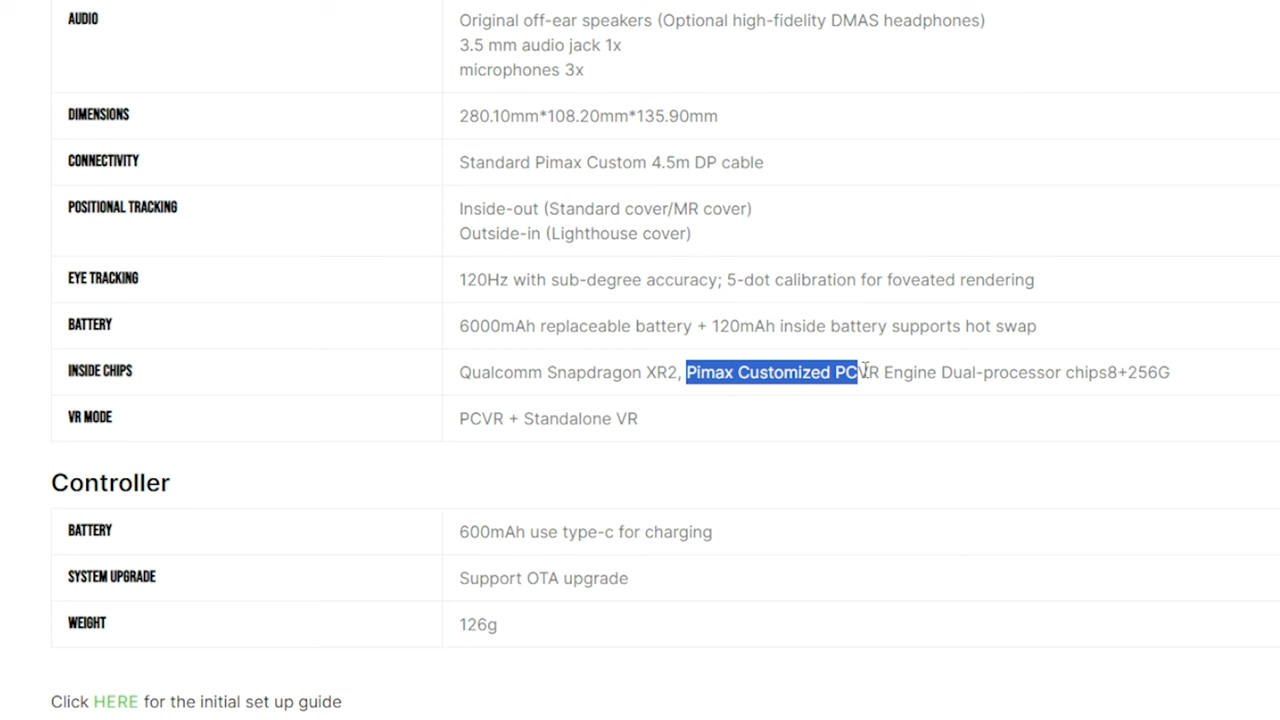 AUDIO
Original off-ear speakers (Optional high-fidelity DMAS headphones)
3.5 mm audio jack 1x
microphones 3x
DIMENSIONS
280.10mm*108.20mm*135.90mm
CONNECTIVITY
Standard Pimax Custom 4.5m DP cable
POSITIONAL TRACKING
Inside-out (Standard cover/MR cover)
Outside-in (Lighthouse cover)
EYE TRACKING
120Hz with sub-degree accuracy; 5-dot calibration for foveated rendering
BATTERY
6000mAh replaceable battery + 120mAh inside battery supports hot swap
INSIDE CHIPS
Qualcomm Snapdragon XR2, Pimax Customized PCVR Engine Dual-processor chips8+256G
VR MODE
PCVR + Standalone VR
Controller
BATTERY
600mAh use type-c for charging
SYSTEM UPGRADE
Support OTA upgrade
WEIGHT
126g
Click HERE for the initial set up guide